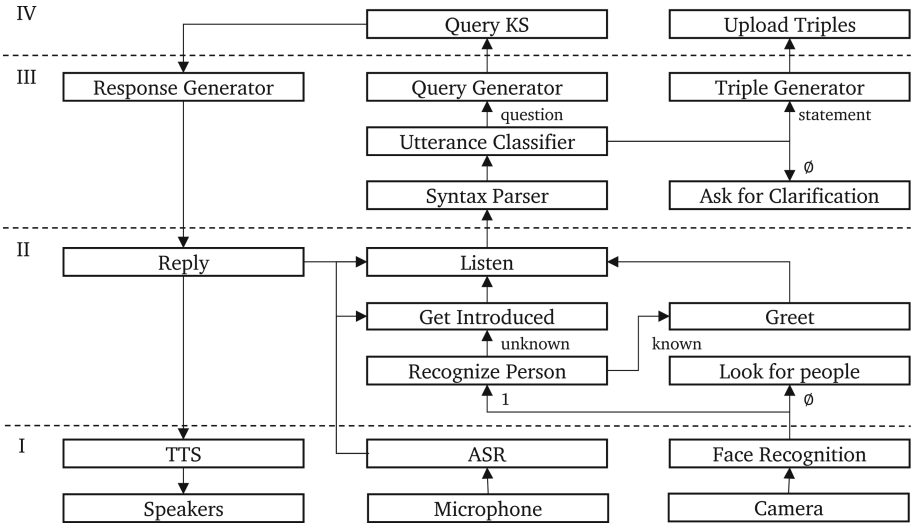 IV
Query KS
Upload Triples
III
Response Generator
Query Generator
Triple Generator
question
statement
Utterance Classifier
∅
Syntax Parser
Ask for Clarification
II
Reply
Listen
Get Introduced
Greet
unknown
known
Recognize Person
Look for people
1
∅
I
TTS
ASR
Face Recognition
Speakers
Microphone
Camera